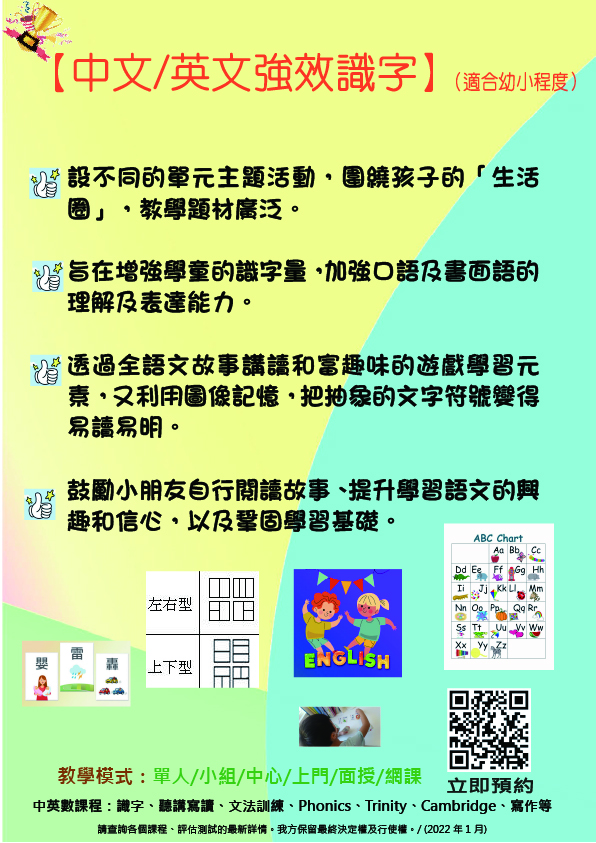 【中文/英文強效識字】(適合幼小程度)
設不同的單元主題活動，圍繞孩子的「生活
圈」，教學題材廣泛。
旨在增強學童的識字量，加強口語及書面語的
理解及表達能力。
透過全語文故事講讀和富趣味的遊戲學習元
素，又利用圖像記憶，把抽象的文字符號變得
易讀易明。
鼓勵小朋友自行閱讀故事、提升學習語文的興
趣和信心，以及鞏固學習基礎。
ABC Chart
Aa Bb Cc
Dd Ee Ff Gg Hh
Ii Jj Kk Ll Mm
Nn Oo Pp Qq Rr
Ss Tt Uu Vv Ww
Xx Yy Zz
左右型
上下型
ENGLISH
嬰 雷 轟
立即預約
教學模式：單人/小組/中心/上門/面授/網課
中英數課程：識字、聽講寫讀、文法訓練、Phonics、Trinity、Cambridge、寫作等
請查詢各個課程、評估測試的最新詳情。我方保留最終決定權及行使權。/ (2022 年 1 月)